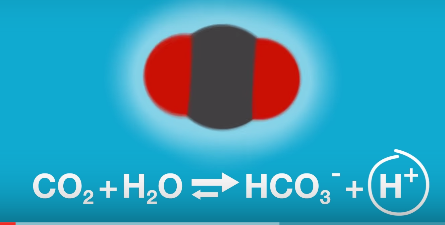 CO₂ + H₂O ⇌ HCO₃⁻ + H⁺